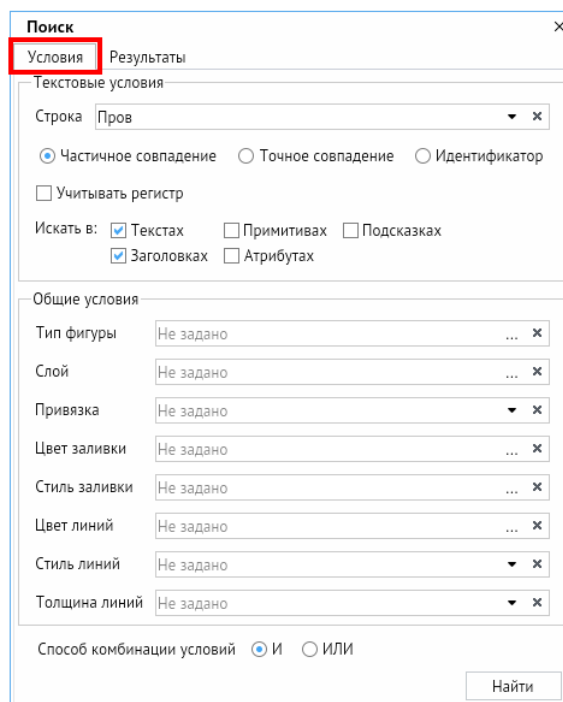 Поиск
Условия Результаты
Текстовые условия
Строка Пров
Частичное совпадение Точное совпадение Идентификатор
Учитывать регистр
Искать в: Текстах Примитивах Подсказках
Заголовках Атрибутах
Общие условия
Тип фигуры Не задано ...
Слой Не задано ...
Привязка Не задано
Цвет заливки Не задано ...
Стиль заливки Не задано ...
Цвет линий Не задано ...
Стиль линий Не задано
Толщина линий Не задано
Способ комбинации условий И ИЛИ
Найти